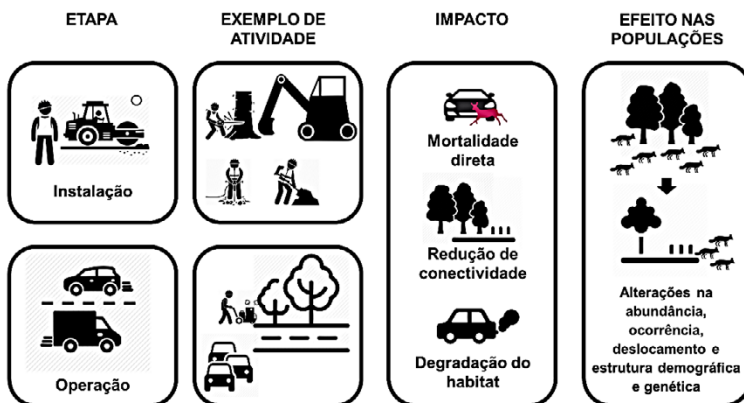 ETAPA
EXEMPLO DE
ATIVIDADE
IMPACTO
EFEITO NAS
POPULAÇÕES
Instalação
Operação
Mortalidade
direta
Redução de
conectividade
Degradação do
habitat
Alterações na
abundância,
ocorrência,
deslocamento e
estrutura demográfica
e genética